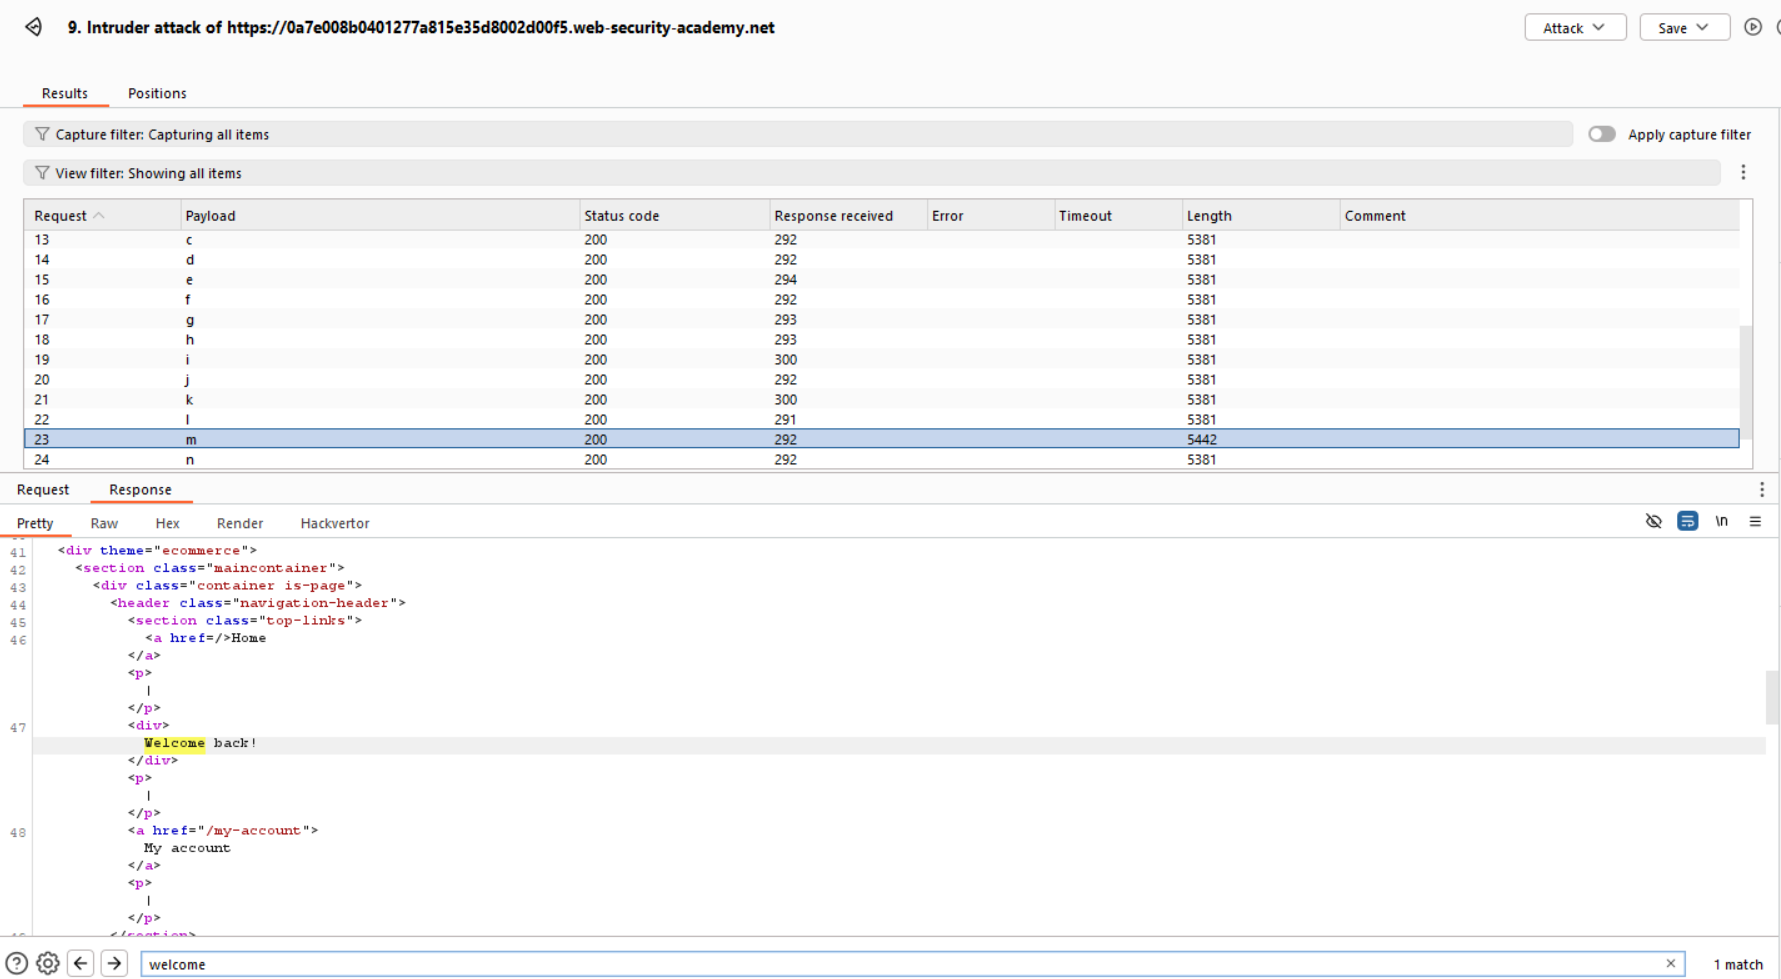 9. Intruder attack of https://0a7e008b0401277a815e35d8002d00f5.web-security-academy.net
Attack
Save
Results Positions
Capture filter: Capturing all items
Apply capture filter
View filter: Showing all items
Request Payload Status code Response received Error Timeout Length Comment
13 c 200 292 5381
14 d 200 292 5381
15 e 200 294 5381
16 f 200 292 5381
17 g 200 293 5381
18 h 200 293 5381
19 i 200 300 5381
20 j 200 292 5381
21 k 200 300 5381
22 l 200 291 5381
23 m 200 292 5442
24 n 200 292 5381
Request Response
Pretty Raw Hex Render Hackvertor
\n
41 <div theme="ecommerce">
42 <section class="maincontainer">
43 <div class="container is-page">
44 <header class="navigation-header">
45 <section class="top-links">
46 <a href=/>Home
</a>
<p>
|
</p>
47 <div>
Welcome back!
</div>
<p>
|
</p>
48 <a href="/my-account">
My account
</a>
<p>
|
</p>
</section>
welcome
1 match